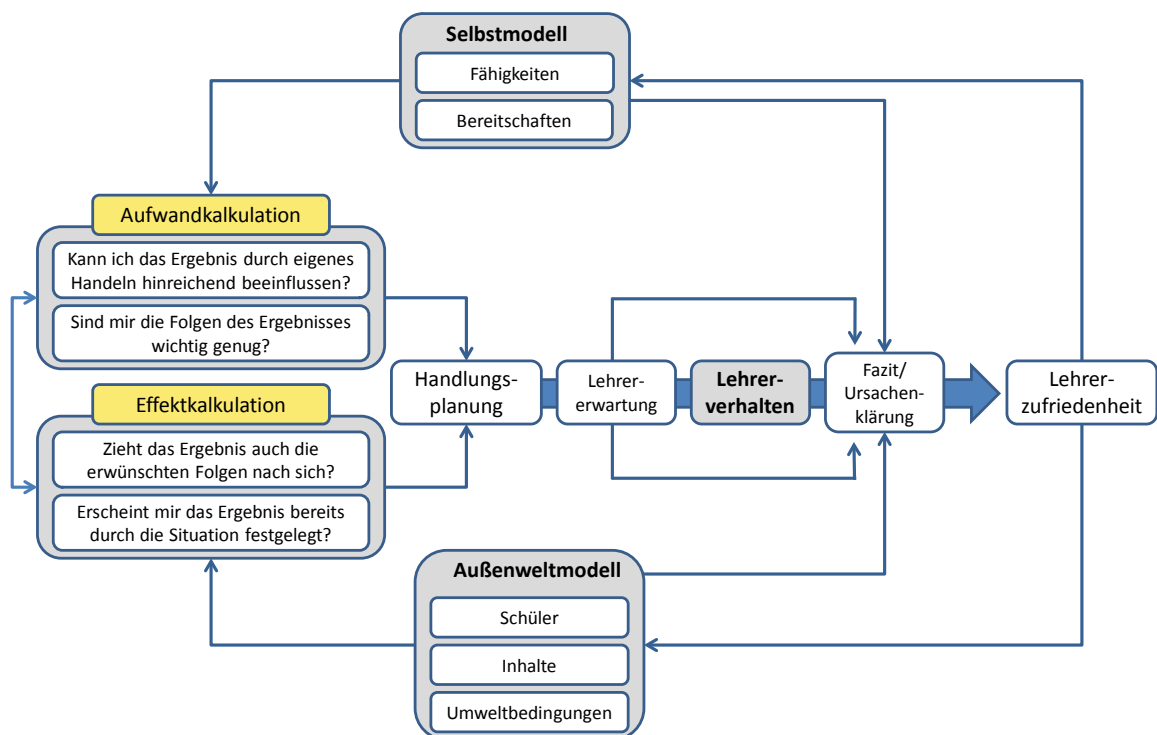 Selbstmodell
Fähigkeiten
Bereitschaften
Aufwandkalkulation
Kann ich das Ergebnis durch eigenes
Handeln hinreichend beeinflussen?
Sind mir die Folgen des Ergebnisses
wichtig genug?
Effektkalkulation
Zieht das Ergebnis auch die
erwünschten Folgen nach sich?
Erscheint mir das Ergebnis bereits
durch die Situation festgelegt?
Handlungs-
planung
Lehrer-
erwartung
Lehrer-
verhalten
Fazit/
Ursachen-
klärung
Lehrer-
zufriedenheit
Außenweltmodell
Schüler
Inhalte
Umweltbedingungen